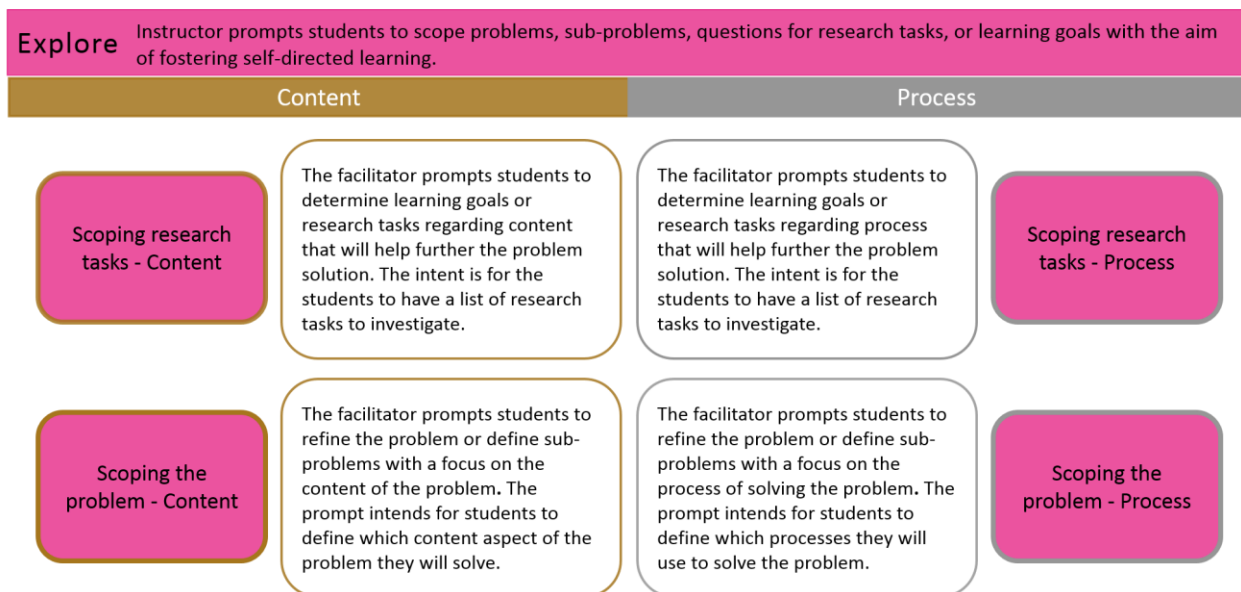 Explore
Instructor prompts students to scope problems, sub-problems, questions for research tasks, or learning goals with the aim
of fostering self-directed learning.
Content
Process
Scoping research
tasks - Content
The facilitator prompts students to
determine learning goals or
research tasks regarding content
that will help further the problem
solution. The intent is for the
students to have a list of research
tasks to investigate.
The facilitator prompts students to
determine learning goals or
research tasks regarding process
that will help further the problem
solution. The intent is for the
students to have a list of research
tasks to investigate.
Scoping research
tasks - Process
Scoping the
problem - Content
The facilitator prompts students to
refine the problem or define sub-
problems with a focus on the
content of the problem. The
prompt intends for students to
define which content aspect of the
problem they will solve.
The facilitator prompts students to
refine the problem or define sub-
problems with a focus on the
process of solving the problem. The
prompt intends for students to
define which processes they will
use to solve the problem.
Scoping the
problem - Process